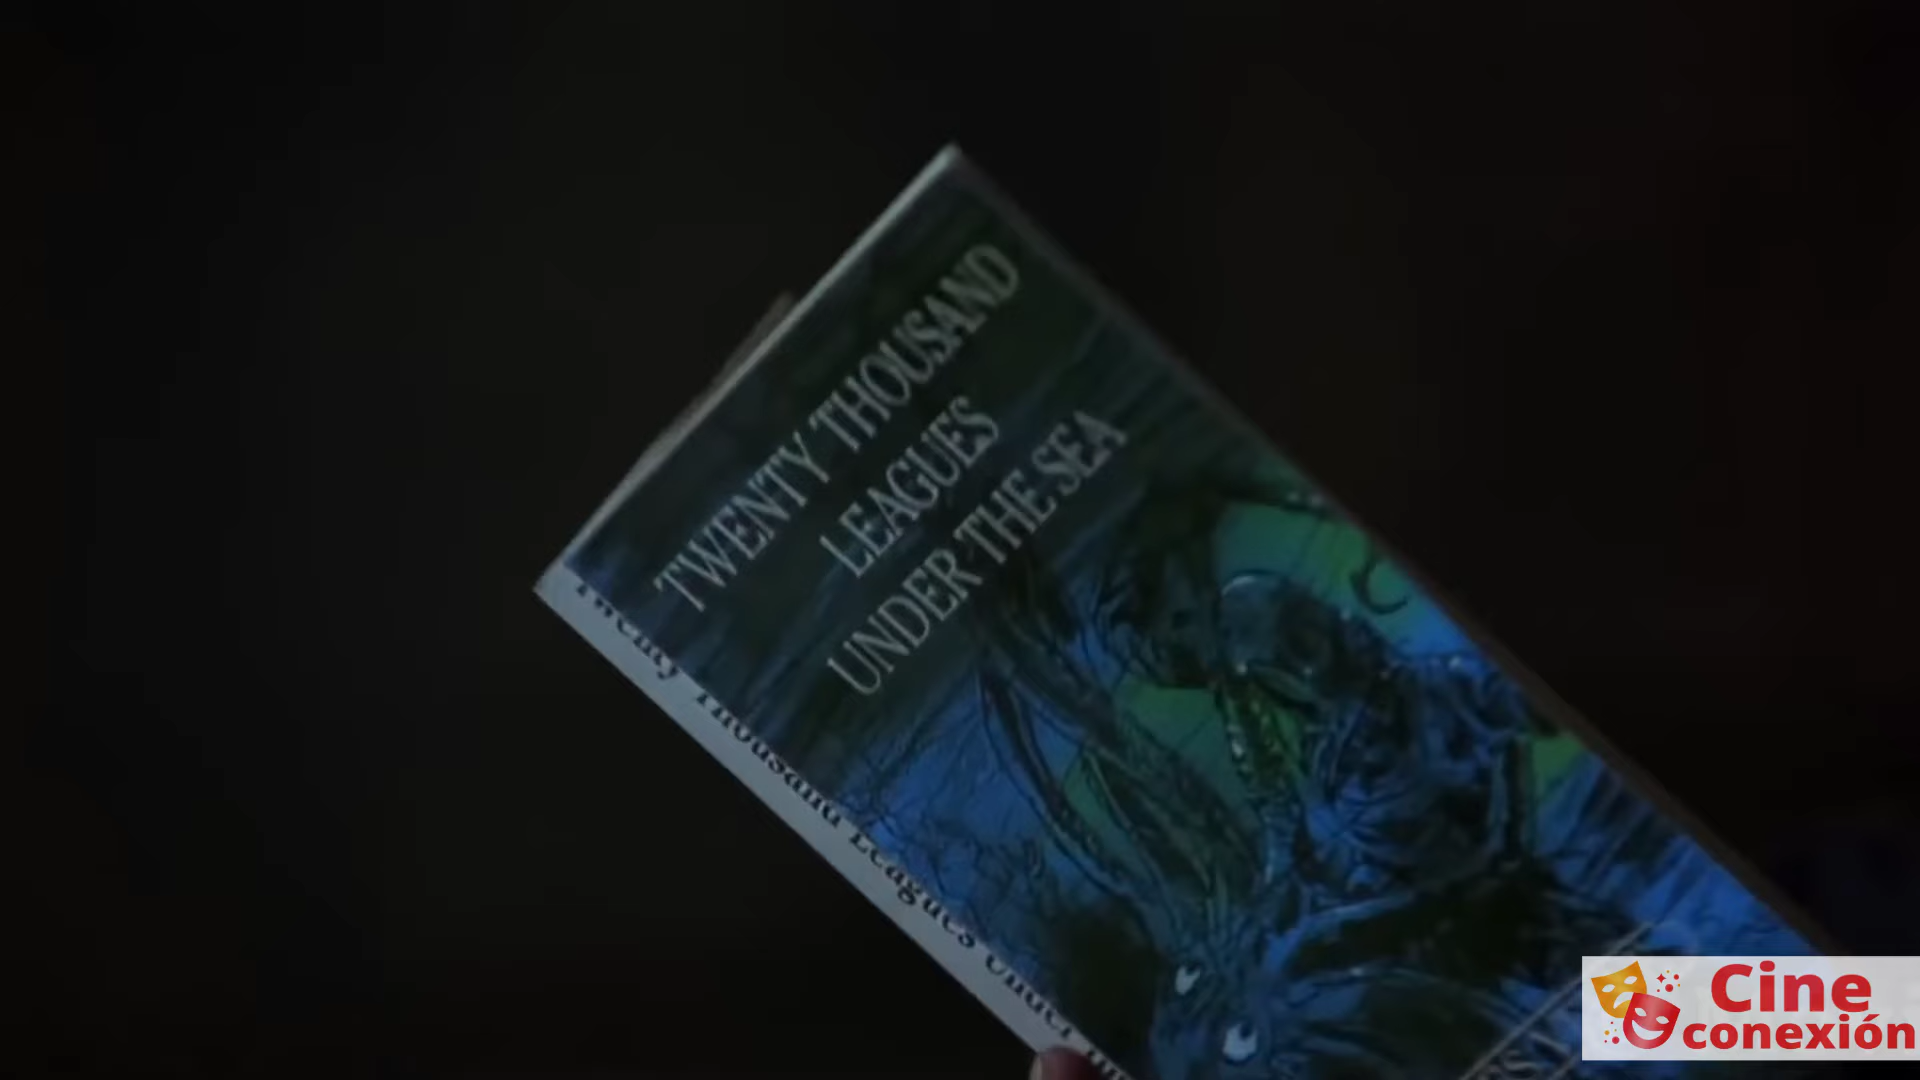 TWENTY THOUSAND
LEAGUES
UNDER THE SEA
Twenty Thousand Leagues Under
Cine
conexión